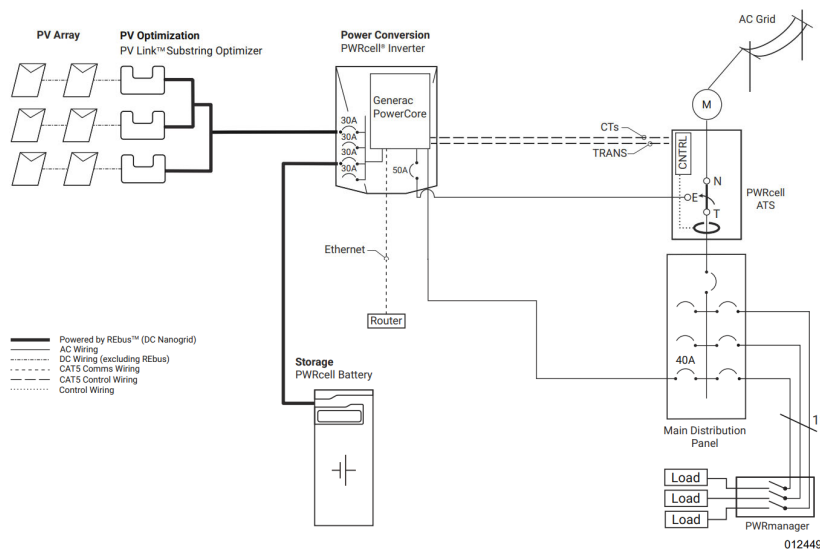 PV Array
PV Optimization
PV Link™ Substring Optimizer
Power Conversion
PWRcell® Inverter
AC Grid
Generac
PowerCore
30A
30A
30A
30A
50A
CTs
TRANS
M
CNTRL
N
E
T
PWRcell
ATS
Ethernet
Router
Powered by REbus™ (DC Nanogrid)
AC Wiring
DC Wiring (excluding REbus)
CAT5 Comms Wiring
CAT5 Control Wiring
Control Wiring
Storage
PWRcell Battery
40A
Main Distribution
Panel
1
Load
Load
Load
PWRmanager
012449